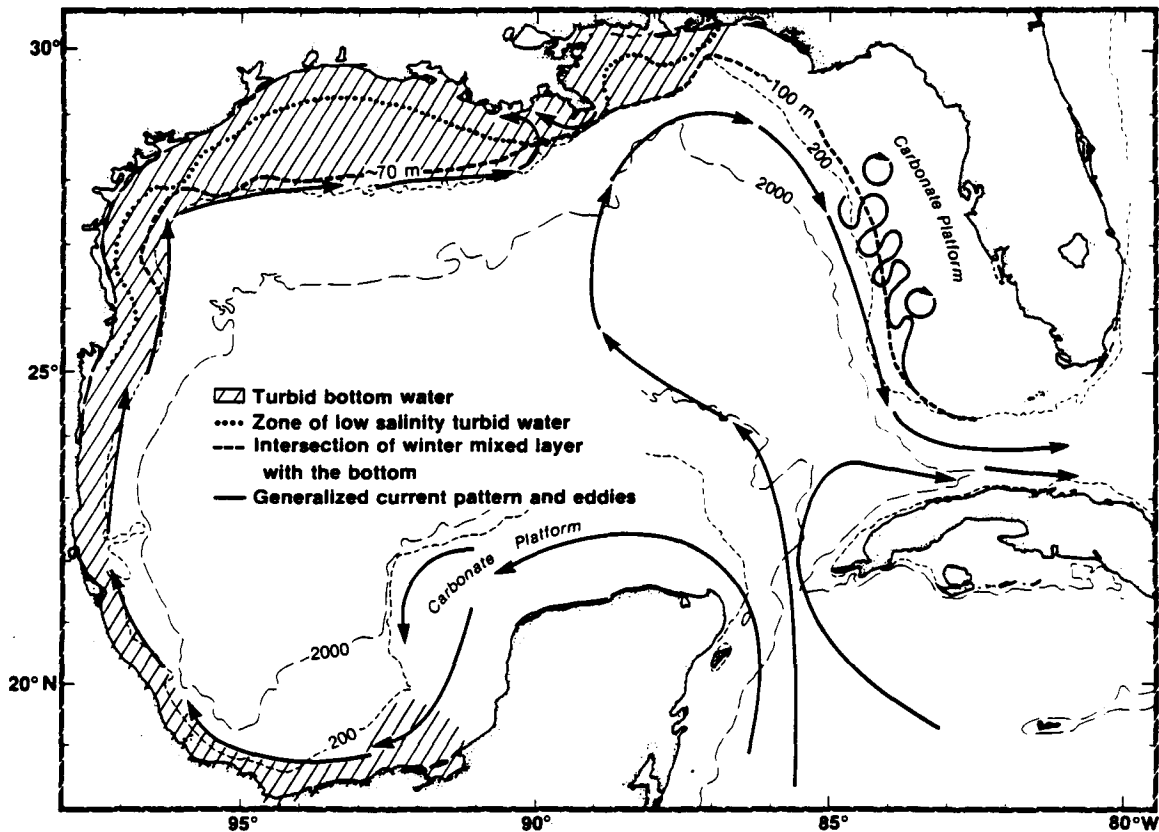 30°
100 m
200
2000
Carbonate Platform
~70 m
25°
Turbid bottom water
Zone of low salinity turbid water
Intersection of winter mixed layer
with the bottom
Generalized current pattern and eddies
Carbonate Platform
2000
20° N
200
95°
90°
85°
80° W